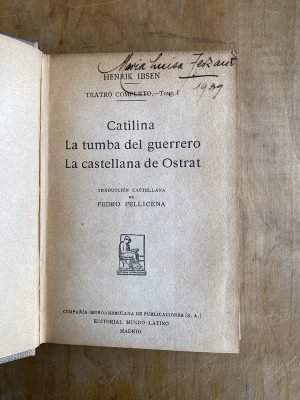 Maria Luisa
1939
HENRIK IBSEN
TEATRO COMPLETO.—Tomo I
Catilina
La tumba del guerrero
La castellana de Ostrat
TRADUCCIÓN CASTELLANA
DE
PEDRO PELLICENA
COMPAÑÍA IBEROAMERICANA DE PUBLICACIONES (S. A.)
EDITORIAL MUNDO LATINO
MADRID